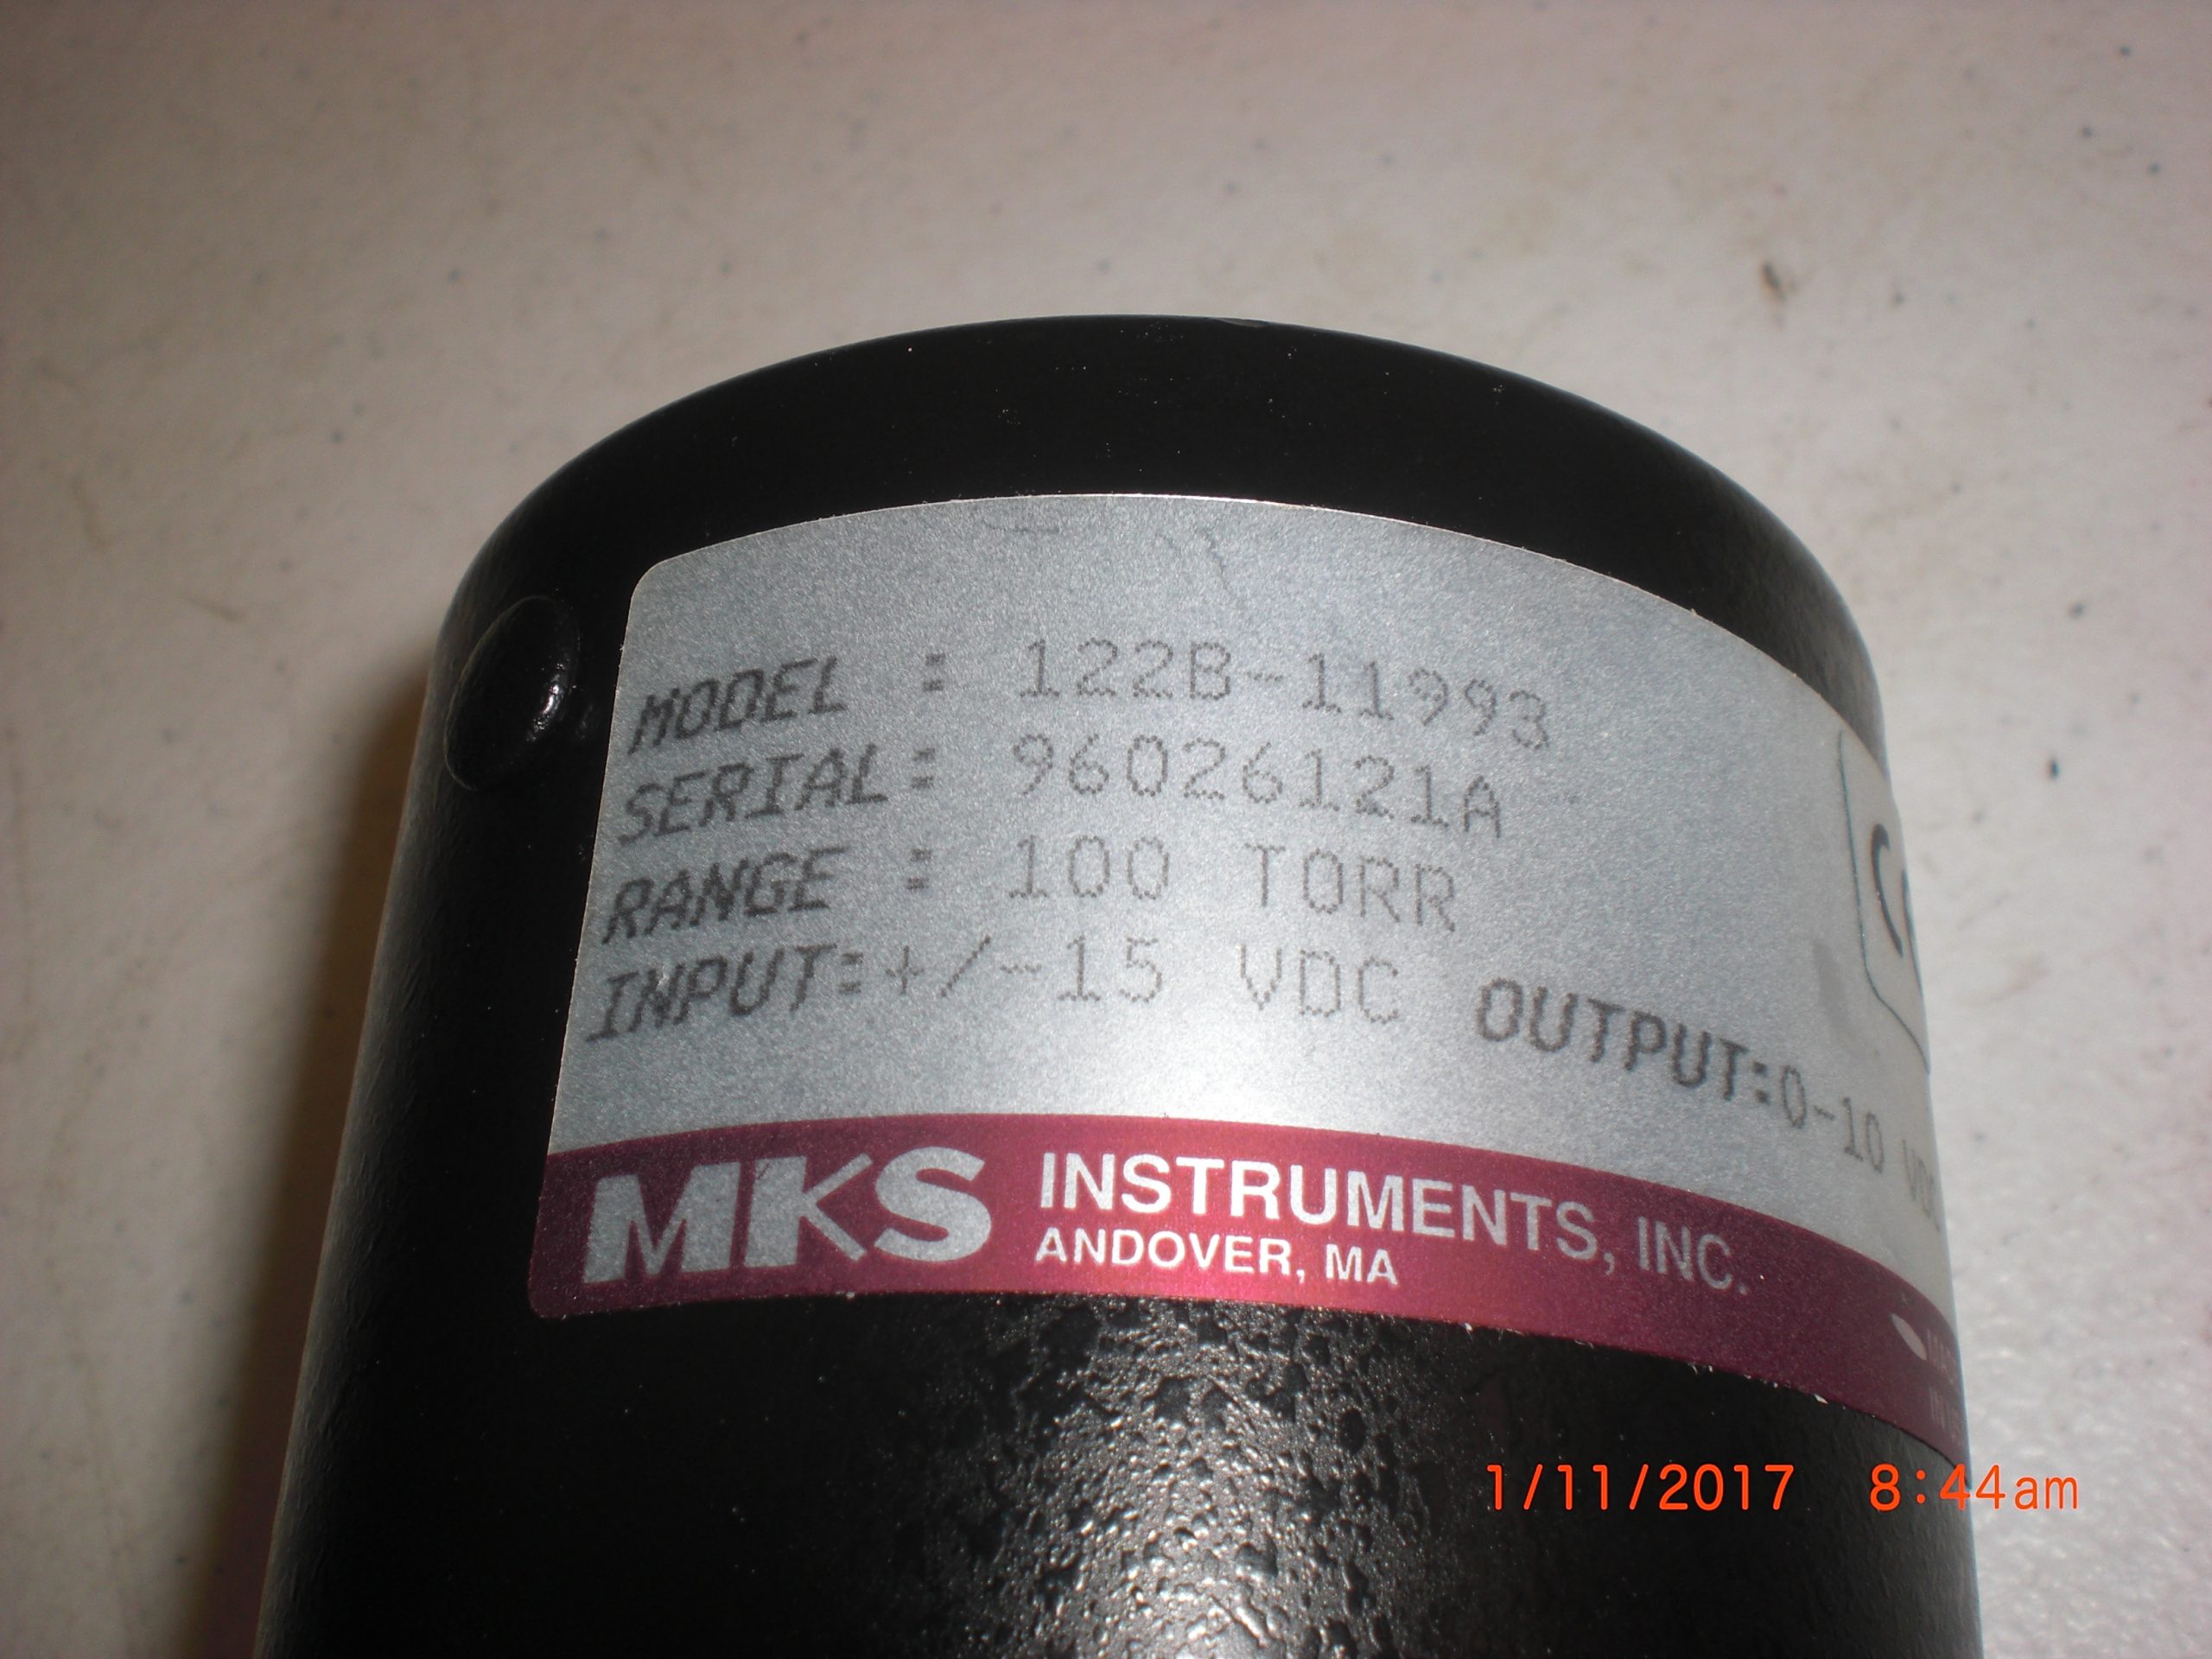 MODEL : 122B-11993
SERIAL: 96026121A
RANGE : 100 TORR
INPUT:+/-15 VDC OUTPUT:0-10 VDC
MKS INSTRUMENTS, INC.
ANDOVER, MA
1/11/2017 8:44am